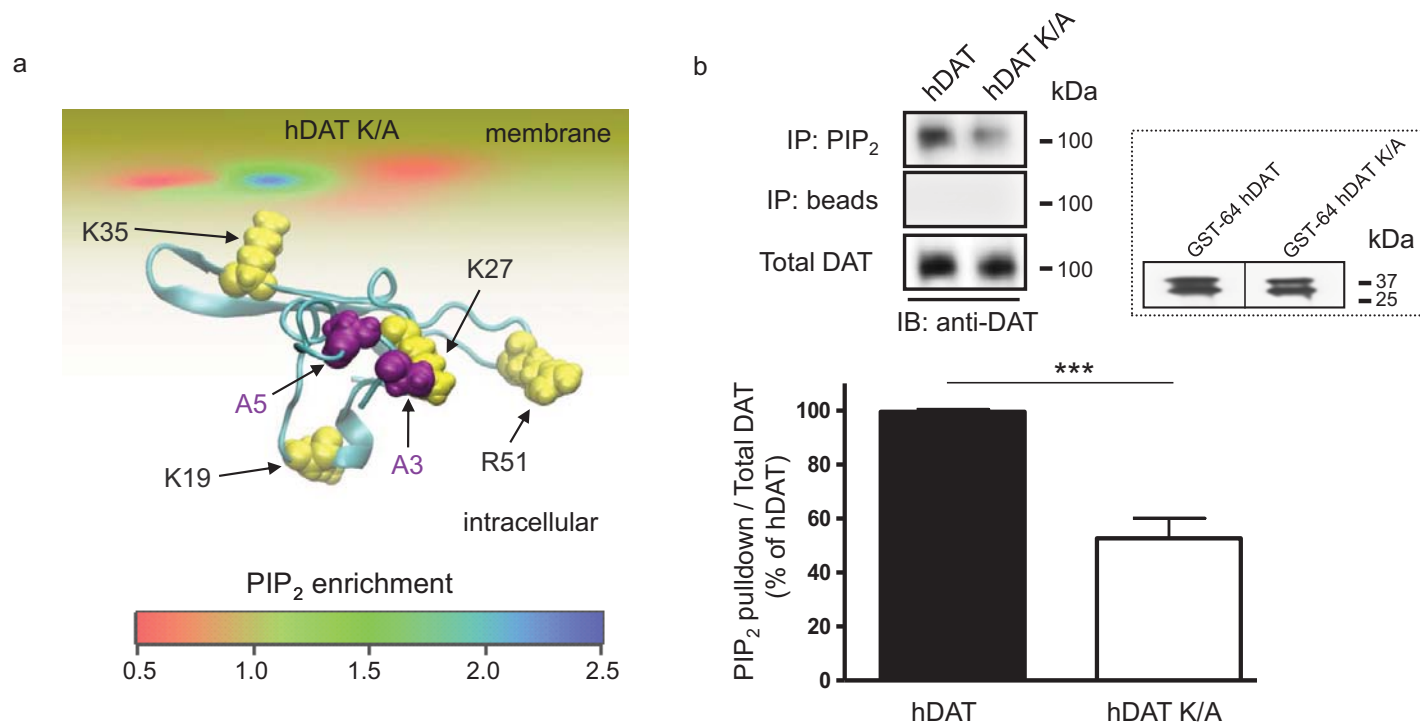 a
hDAT K/A
membrane
K35
K27
A5
K19
A3
R51
intracellular
PIP₂ enrichment
0.5 1.0 1.5 2.0 2.5
b
hDAT hDAT K/A kDa
IP: PIP₂ 100
IP: beads 100
Total DAT 100
IB: anti-DAT
GST-64 hDAT GST-64 hDAT K/A kDa
37
25
***
PIP₂ pulldown / Total DAT
(% of hDAT)
100
80
60
40
20
0
hDAT hDAT K/A